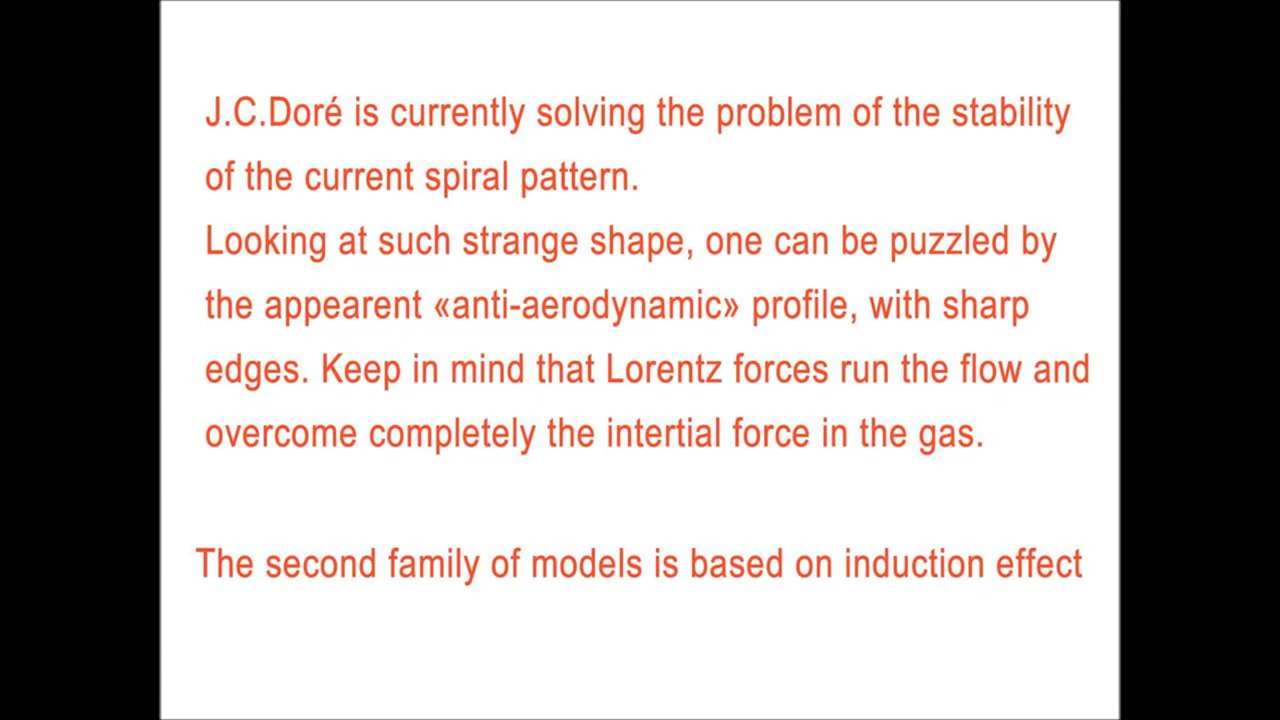 J.C.Doré is currently solving the problem of the stability
of the current spiral pattern.
Looking at such strange shape, one can be puzzled by
the appearent «anti-aerodynamic» profile, with sharp
edges. Keep in mind that Lorentz forces run the flow and
overcome completely the intertial force in the gas.
The second family of models is based on induction effect